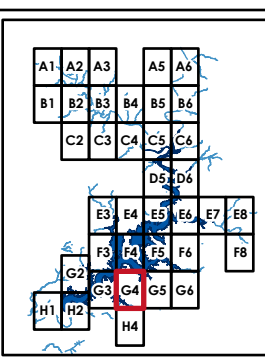 A1 A2 A3 A5 A6
B1 B2 B3 B4 B5 B6
C2 C3 C4 C5 C6
D5 D6
E3 E4 E5 E6 E7 E8
F3 F4 F5 F6 F8
G2 G3 G4 G5 G6
H1 H2
H4